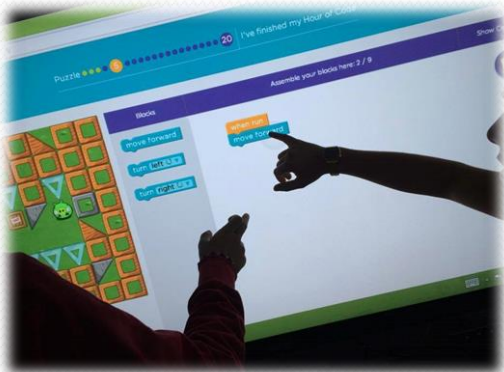 Puzzle 5 20 I've finished my Hour of Code
Blocks Assemble your blocks here: 2 / 9 Show
move forward
turn left
turn right
when run
move forward